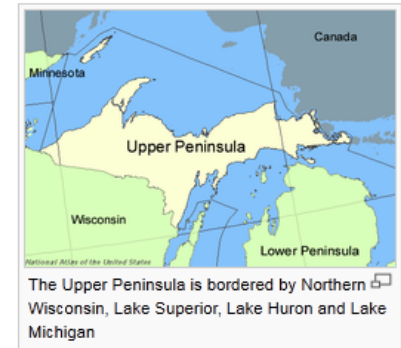 Canada
Minnesota
Upper Peninsula
Wisconsin
Lower Peninsula
National Atlas of the United States
The Upper Peninsula is bordered by Northern
Wisconsin, Lake Superior, Lake Huron and Lake
Michigan